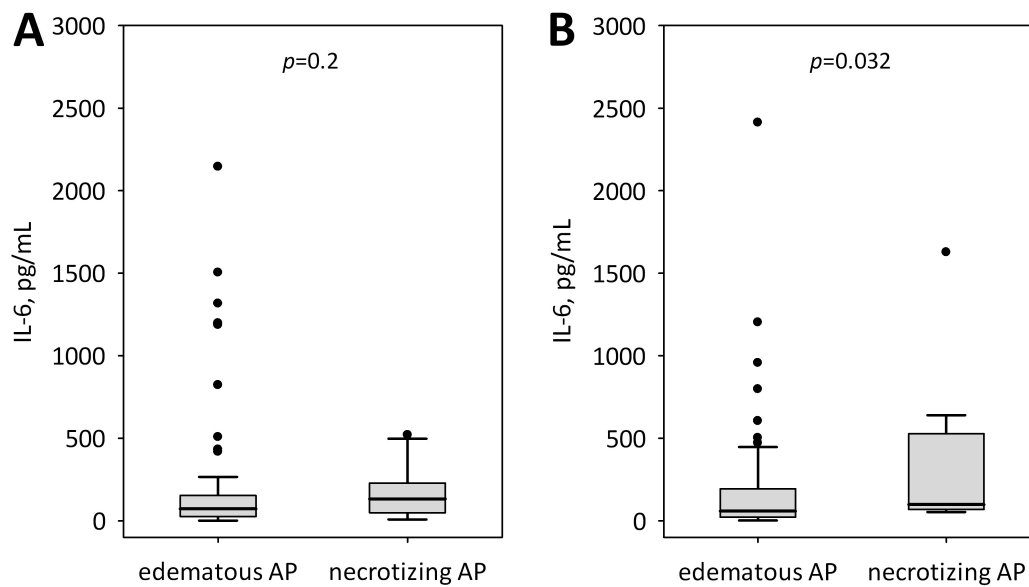 A
3000
2500
2000
1500
1000
500
0
IL-6, pg/mL
p=0.2
edematous AP
necrotizing AP
B
3000
2500
2000
1500
1000
500
0
IL-6, pg/mL
p=0.032
edematous AP
necrotizing AP